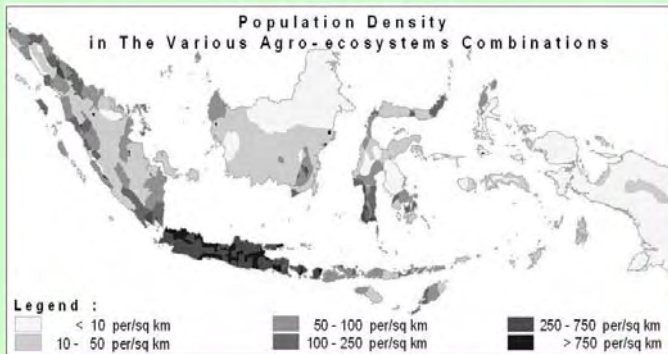 Population Density
in The Various Agro-ecosystems Combinations
Legend :
< 10 per/sq km
10 - 50 per/sq km
50 - 100 per/sq km
100 - 250 per/sq km
250 - 750 per/sq km
> 750 per/sq km